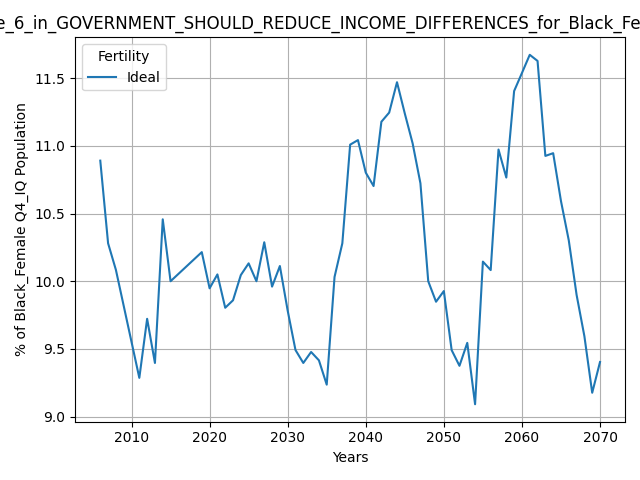 e_6_in_GOVERNMENT_SHOULD_REDUCE_INCOME_DIFFERENCES_for_Black_Fe
Fertility
Ideal
% of Black_Female Q4_IQ Population
11.5
11.0
10.5
10.0
9.5
9.0
2010 2020 2030 2040 2050 2060 2070
Years